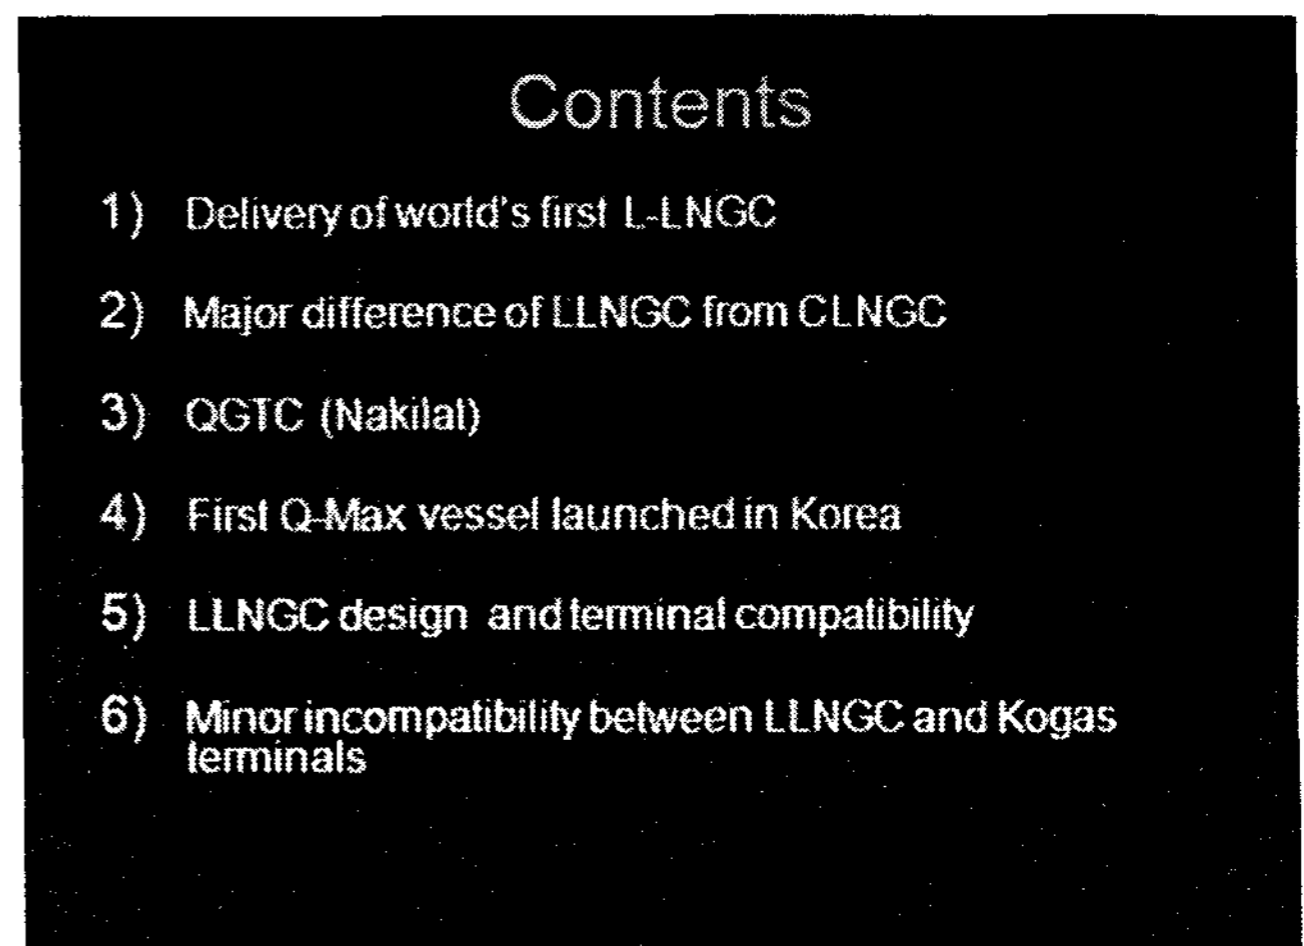 Contents
1) Delivery of world's first L-LNGC
2) Major difference of LLNGC from CLNGC
3) QGTC (Nakilat)
4) First Q-Max vessel launched in Korea
5) LLNGC design and terminal compatibility
6) Minor incompatibility between LLNGC and Kogas
terminals